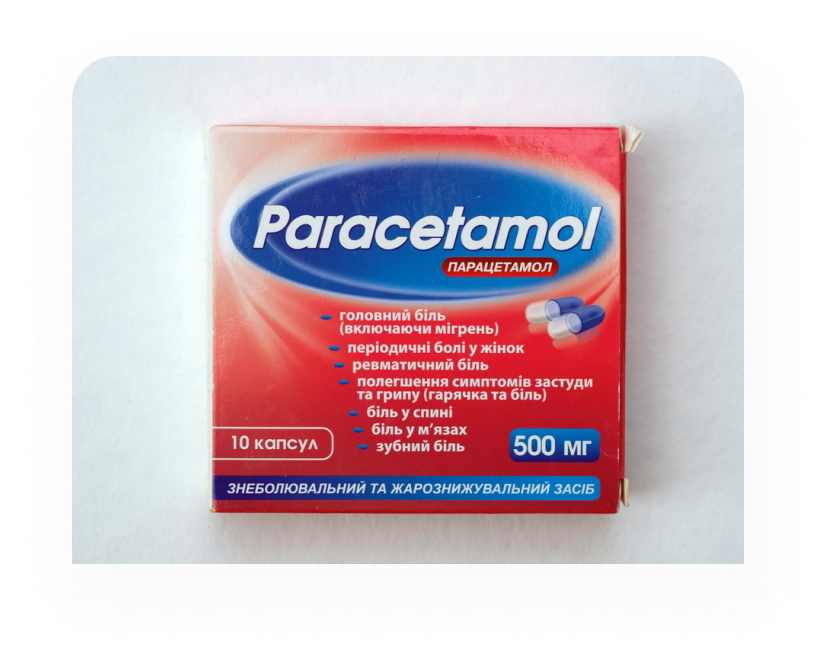 Paracetamol
ПАРАЦЕТАМОЛ
головний біль
(включаючи мігрень)
періодичні болі у жінок
ревматичний біль
полегшення симптомів застуди
та грипу (гарячка та біль)
біль у спині
біль у м’язах
зубний біль
10 капсул
500 мг
ЗНЕБОЛЮВАЛЬНИЙ ТА ЖАРОЗНИЖУВАЛЬНИЙ ЗАСІБ